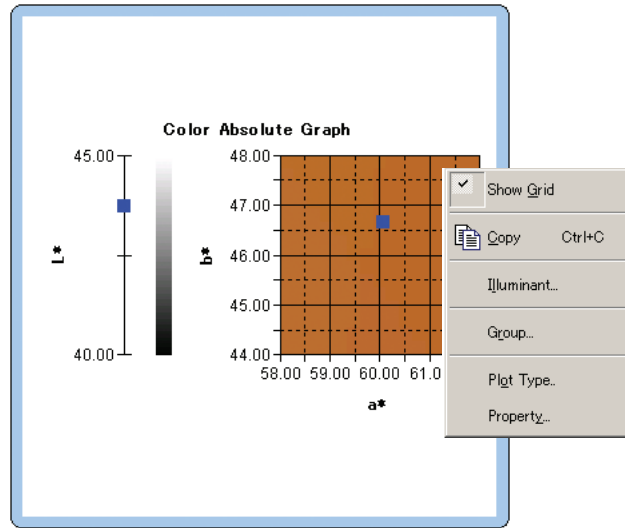 Color Absolute Graph
45.00
40.00
L*
48.00
47.00
46.00
45.00
44.00
b*
58.00 59.00 60.00 61.0
a*
Show Grid
Copy Ctrl+C
Illuminant...
Group...
Plot Type..
Property...